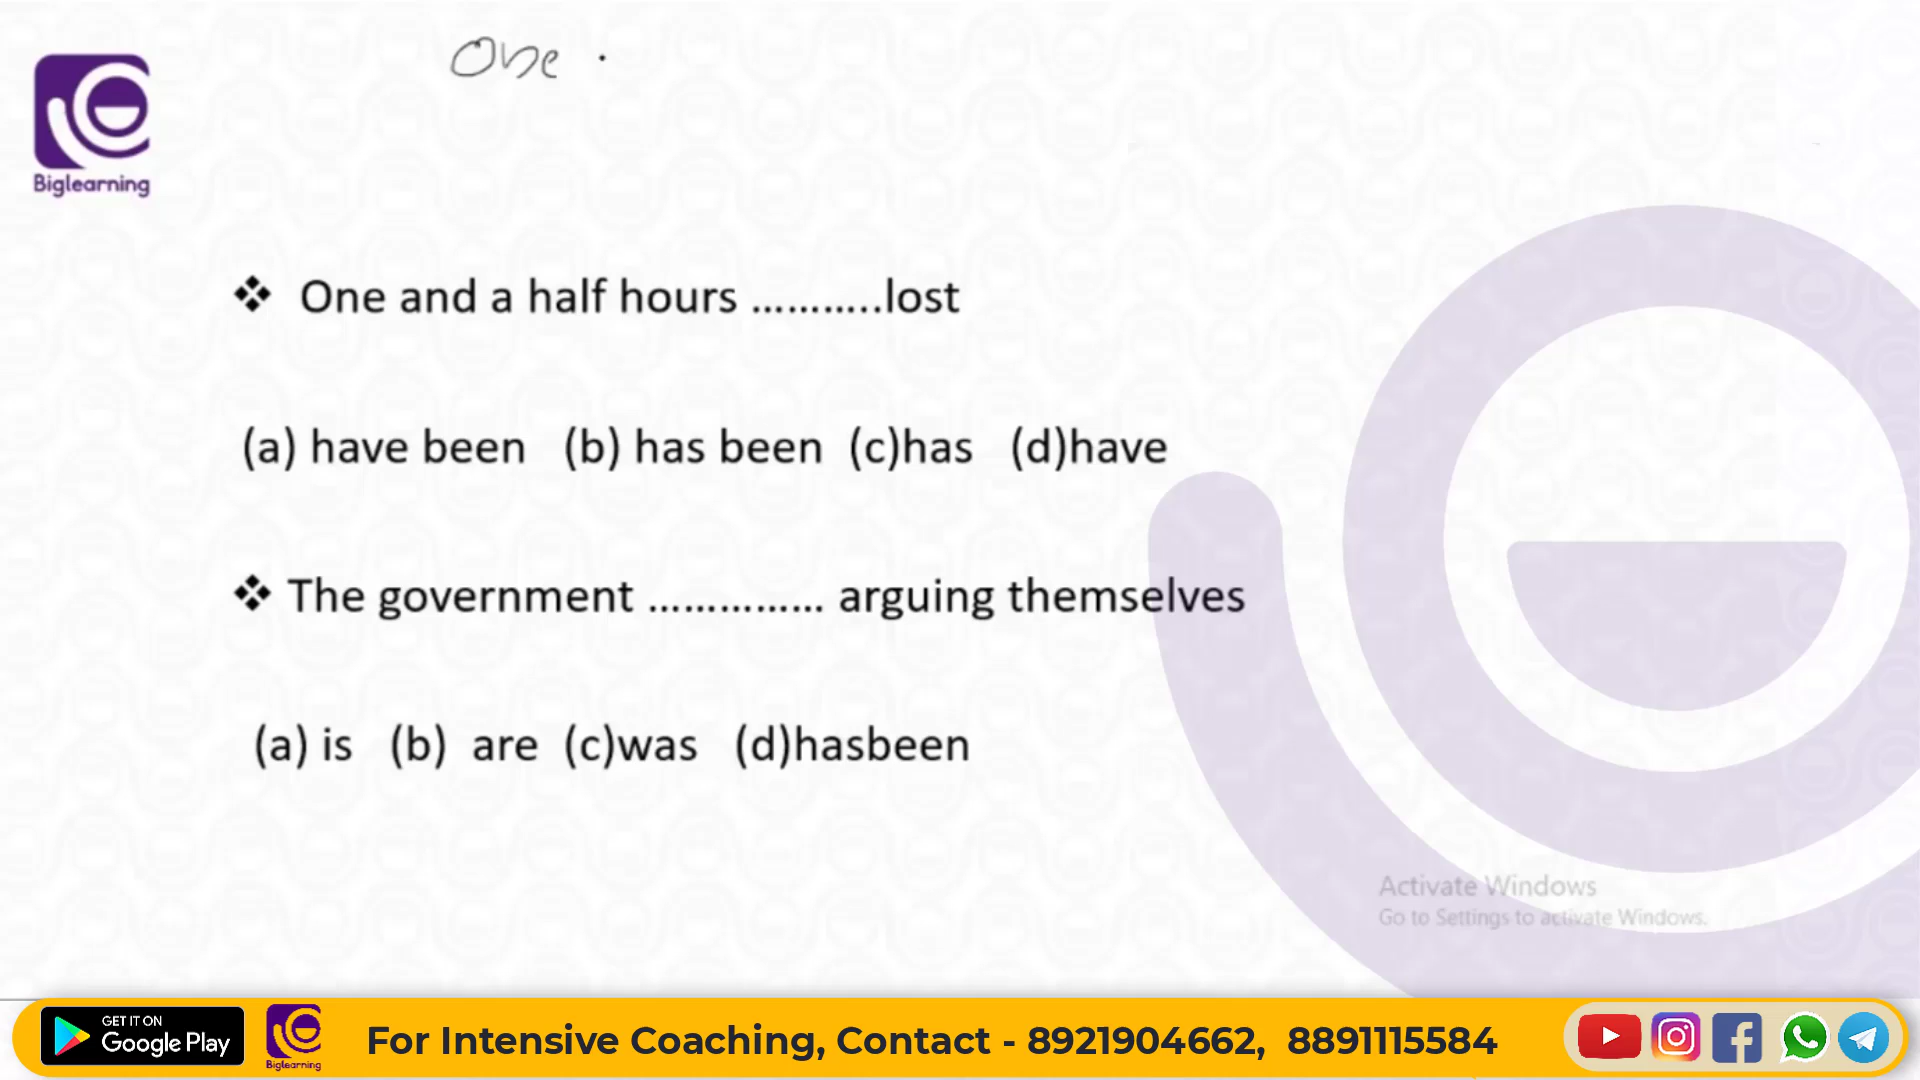 One .
Biglearning
❖ One and a half hours ………..lost
(a) have been (b) has been (c)has (d)have
❖ The government …………… arguing themselves
(a) is (b) are (c)was (d)hasbeen
Activate Windows
Go to Settings to activate Windows.
GET IT ON
Google Play
Biglearning
For Intensive Coaching, Contact - 8921904662, 8891115584